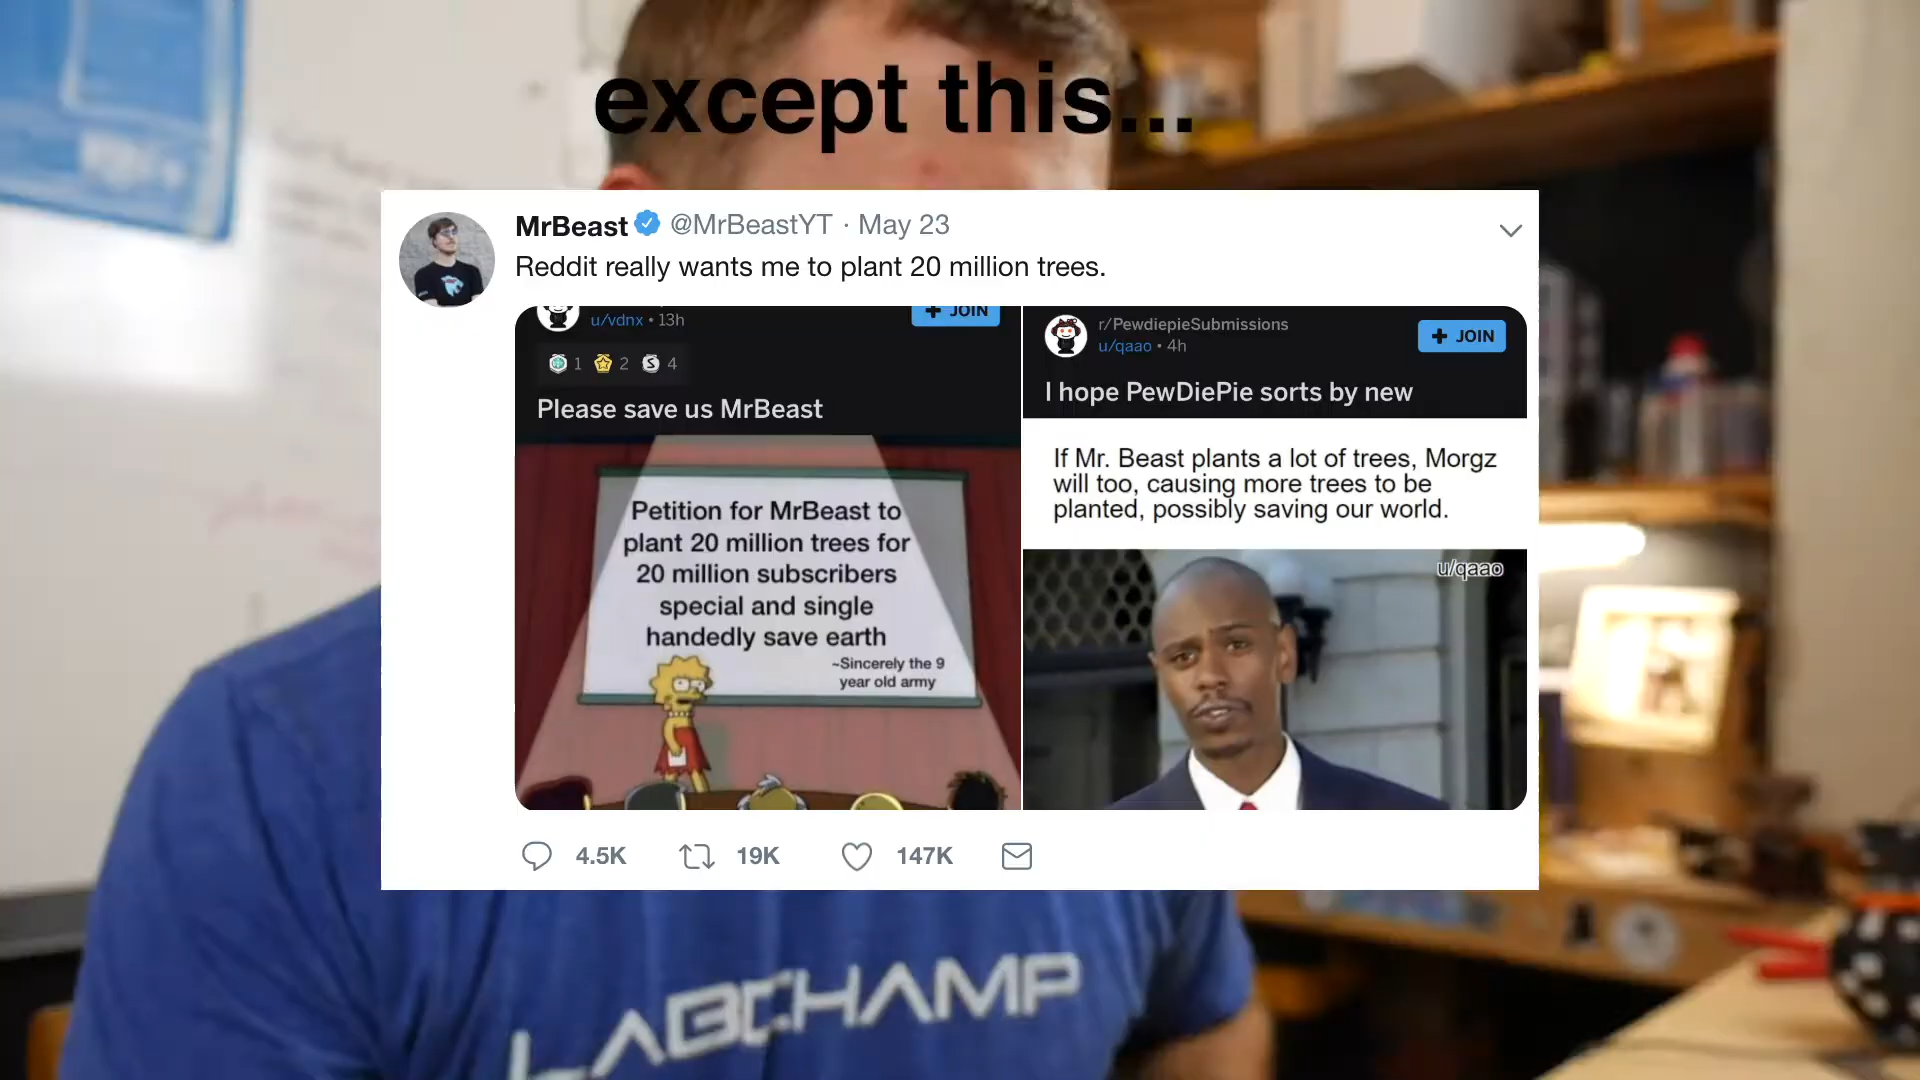 except this...
MrBeast @MrBeastYT · May 23
Reddit really wants me to plant 20 million trees.
u/vdnx • 13h
+ JOIN
1 2 4
Please save us MrBeast
Petition for MrBeast to
plant 20 million trees for
20 million subscribers
special and single
handedly save earth
~Sincerely the 9
year old army
r/PewdiepieSubmissions
u/qaao • 4h
+ JOIN
I hope PewDiePie sorts by new
If Mr. Beast plants a lot of trees, Morgz
will too, causing more trees to be
planted, possibly saving our world.
u/qaao
4.5K 19K 147K
LABCHAMP